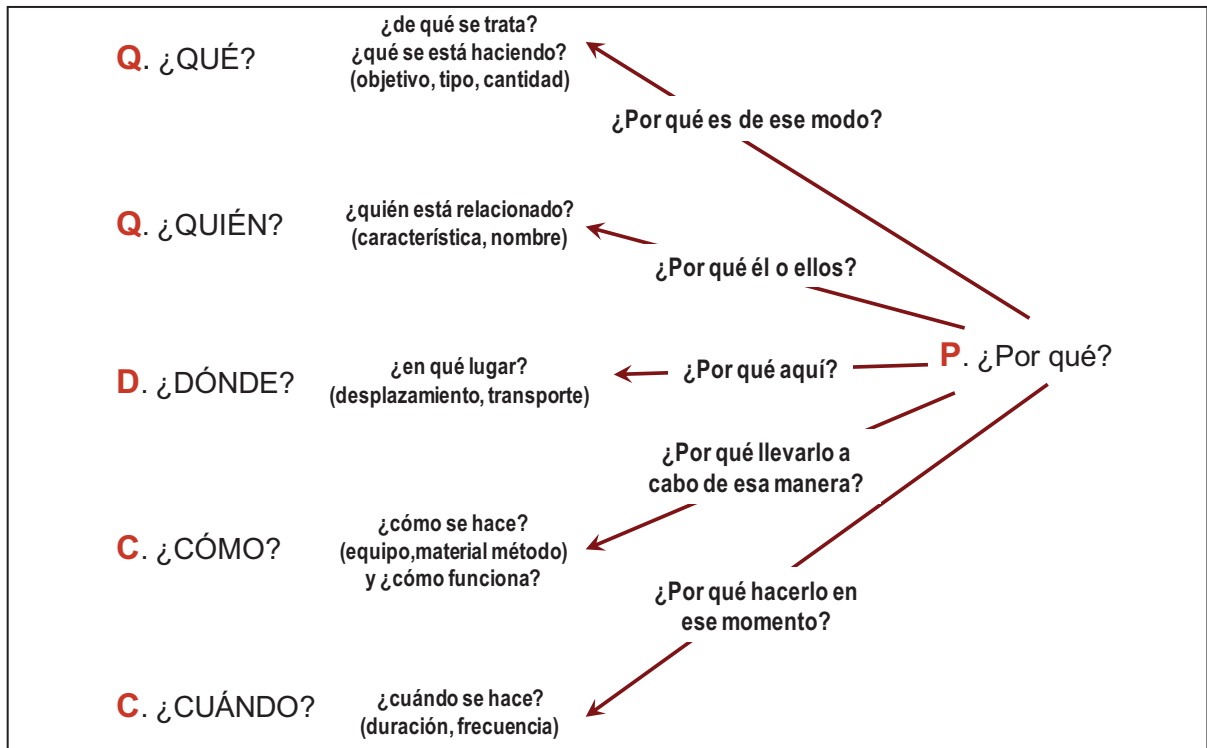 ¿de qué se trata?
Q. ¿QUÉ?
¿qué se está haciendo?
(objetivo, tipo, cantidad)
¿Por qué es de ese modo?
Q. ¿QUIÉN?
¿quién está relacionado?
(característica, nombre)
¿Por qué él o ellos?
D. ¿DÓNDE?
¿en qué lugar?
(desplazamiento, transporte)
¿Por qué aquí?
P. ¿Por qué?
¿Por qué llevarlo a
cabo de esa manera?
C. ¿CÓMO?
¿cómo se hace?
(equipo,material método)
y ¿cómo funciona?
¿Por qué hacerlo en
ese momento?
C. ¿CUÁNDO?
¿cuándo se hace?
(duración, frecuencia)